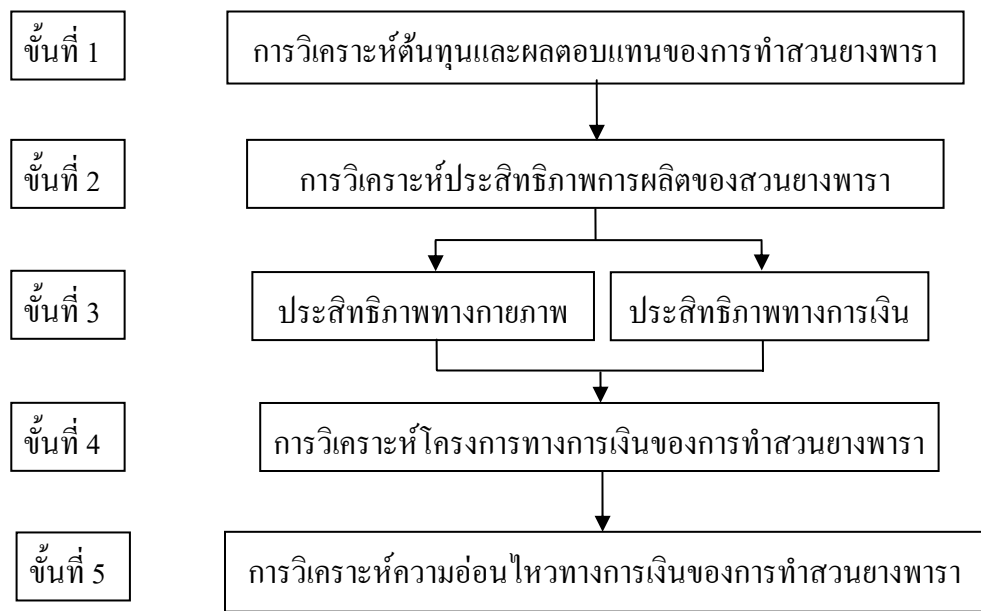 ขั้นที่ 1
การวิเคราะห์ต้นทุนและผลตอบแทนของการทำสวนยางพารา
ขั้นที่ 2
การวิเคราะห์ประสิทธิภาพการผลิตของสวนยางพารา
ขั้นที่ 3
ประสิทธิภาพทางกายภาพ
ประสิทธิภาพทางการเงิน
ขั้นที่ 4
การวิเคราะห์โครงการทางการเงินของการทำสวนยางพารา
ขั้นที่ 5
การวิเคราะห์ความอ่อนไหวทางการเงินของการทำสวนยางพารา